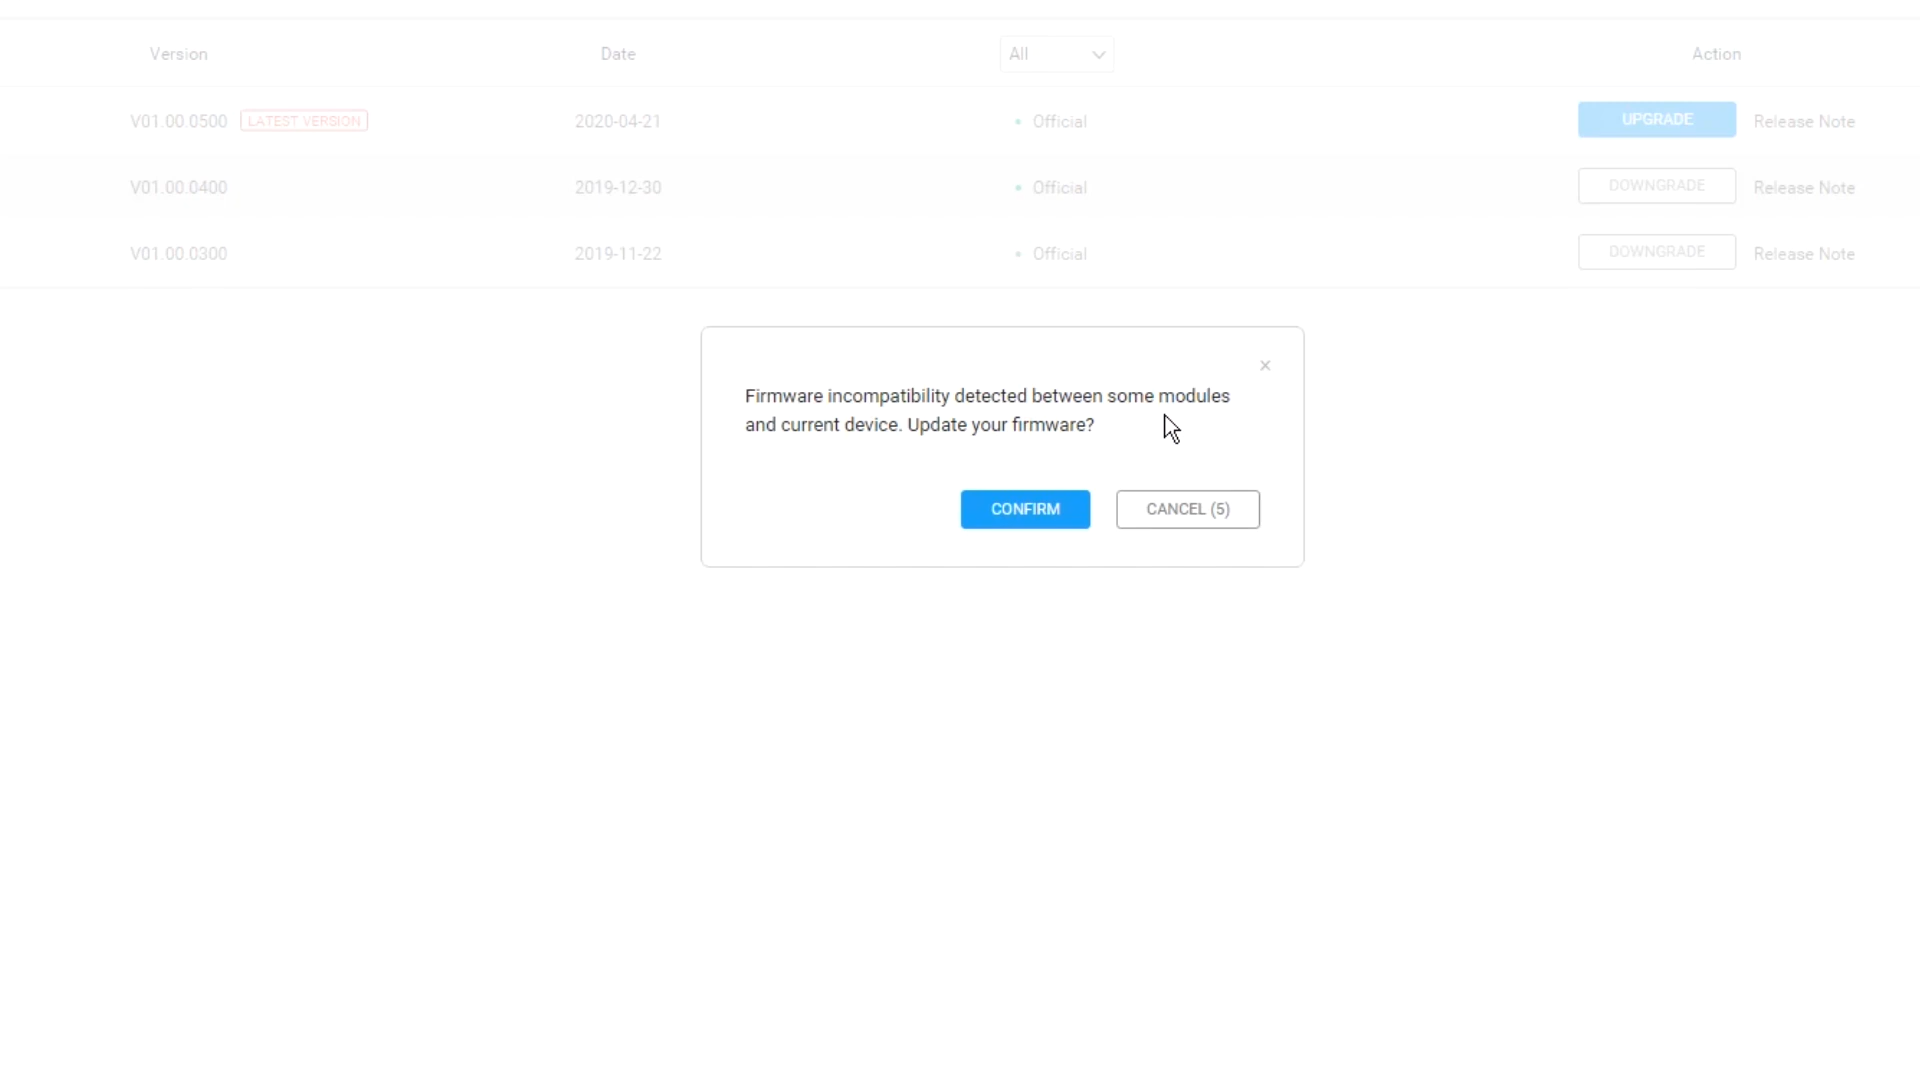 Version Date All Action
V01.00.0500 LATEST VERSION 2020-04-21 Official UPGRADE Release Note
V01.00.0400 2019-12-30 Official DOWNGRADE Release Note
V01.00.0300 2019-11-22 Official DOWNGRADE Release Note
Firmware incompatibility detected between some modules
and current device. Update your firmware?
CONFIRM CANCEL (5)